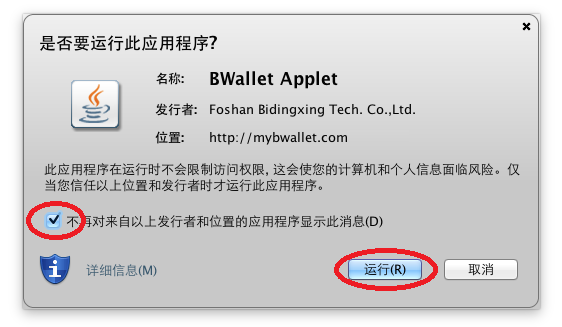 是否要运行此应用程序?
名称: BWallet Applet
发行者: Foshan Bidingxing Tech. Co.,Ltd.
位置: http://mybwallet.com
此应用程序在运行时不会限制访问权限, 这会使您的计算机和个人信息面临风险。仅
当您信任以上位置和发行者时才运行此应用程序。
不再对来自以上发行者和位置的应用程序显示此消息(D)
详细信息(M)
运行(R)
取消